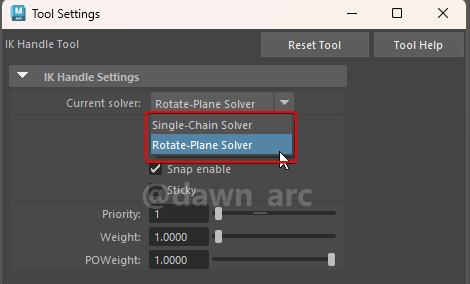 Tool Settings
IK Handle Tool
Reset Tool
Tool Help
IK Handle Settings
Current solver: Rotate-Plane Solver
Single-Chain Solver
Rotate-Plane Solver
Snap enable
Sticky
@dawn_arc
Priority: 1
Weight: 1.0000
POWeight: 1.0000